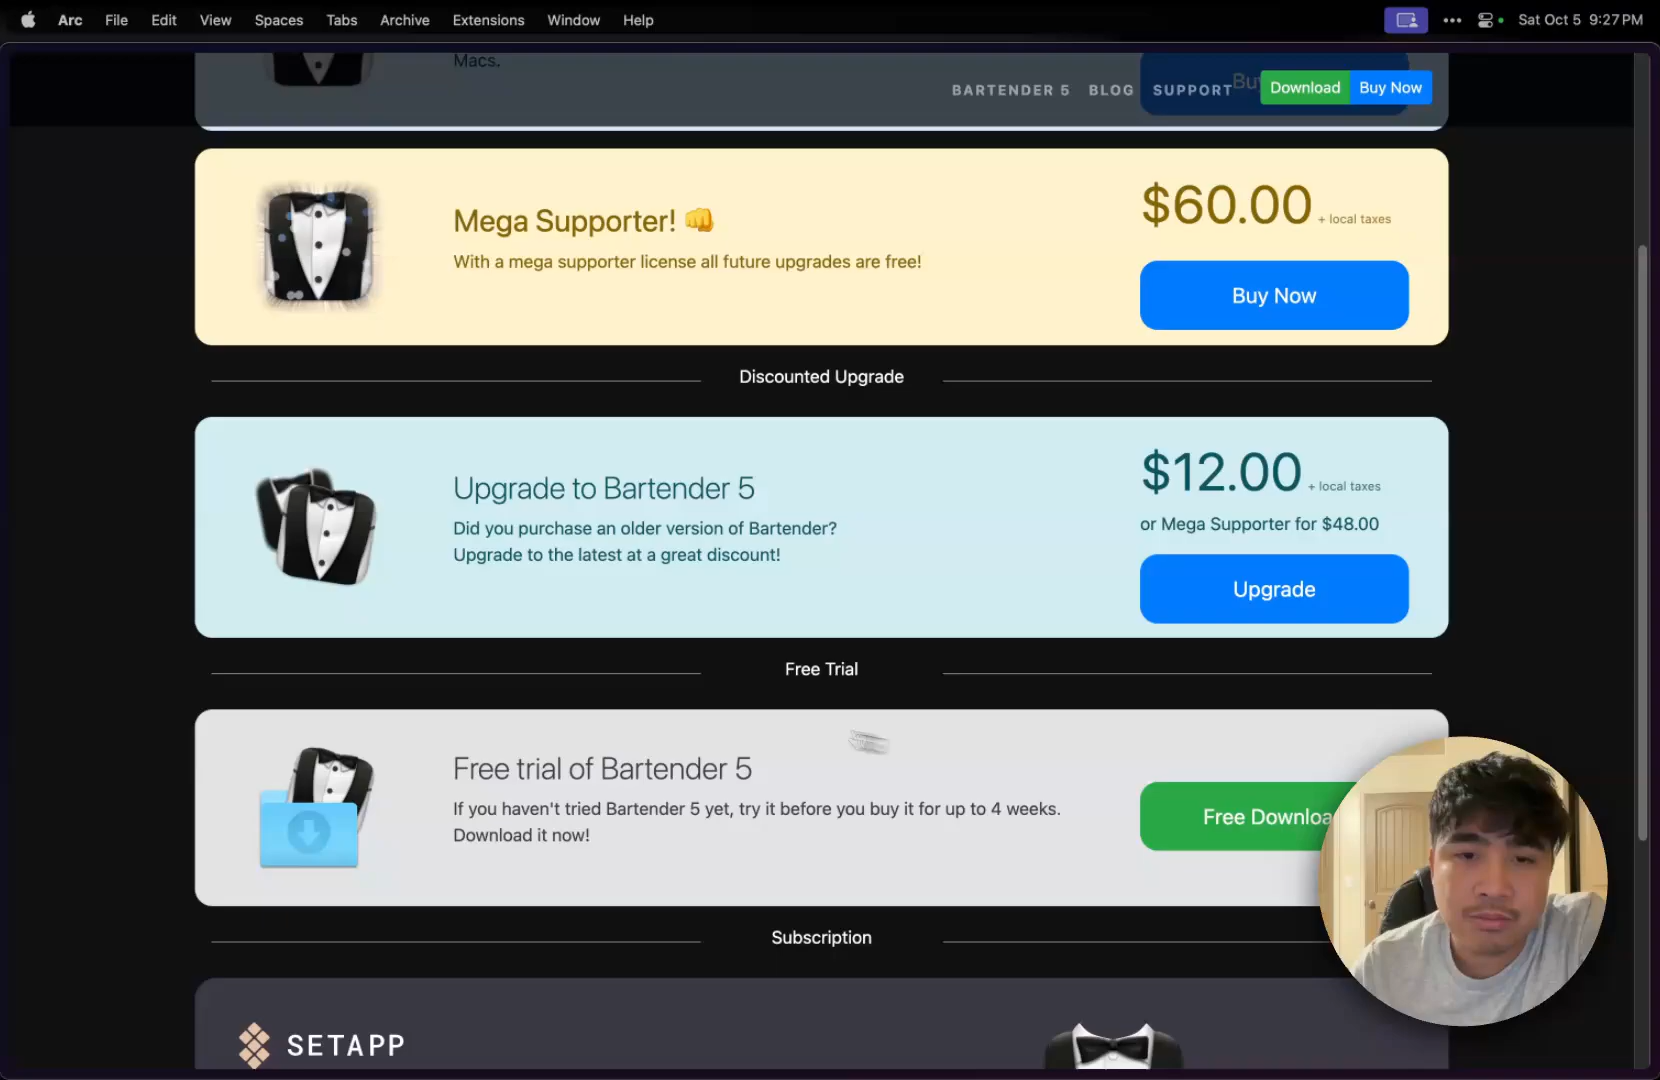 Arc File Edit View Spaces Tabs Archive Extensions Window Help Sat Oct 5 9:27 PM
Macs.
BARTENDER 5 BLOG SUPPORT Download Buy Now
Mega Supporter! 👊
With a mega supporter license all future upgrades are free!
$60.00 + local taxes
Buy Now
Discounted Upgrade
Upgrade to Bartender 5
Did you purchase an older version of Bartender?
Upgrade to the latest at a great discount!
$12.00 + local taxes
or Mega Supporter for $48.00
Upgrade
Free Trial
Free trial of Bartender 5
If you haven't tried Bartender 5 yet, try it before you buy it for up to 4 weeks.
Download it now!
Free Downloa
Subscription
SETAPP